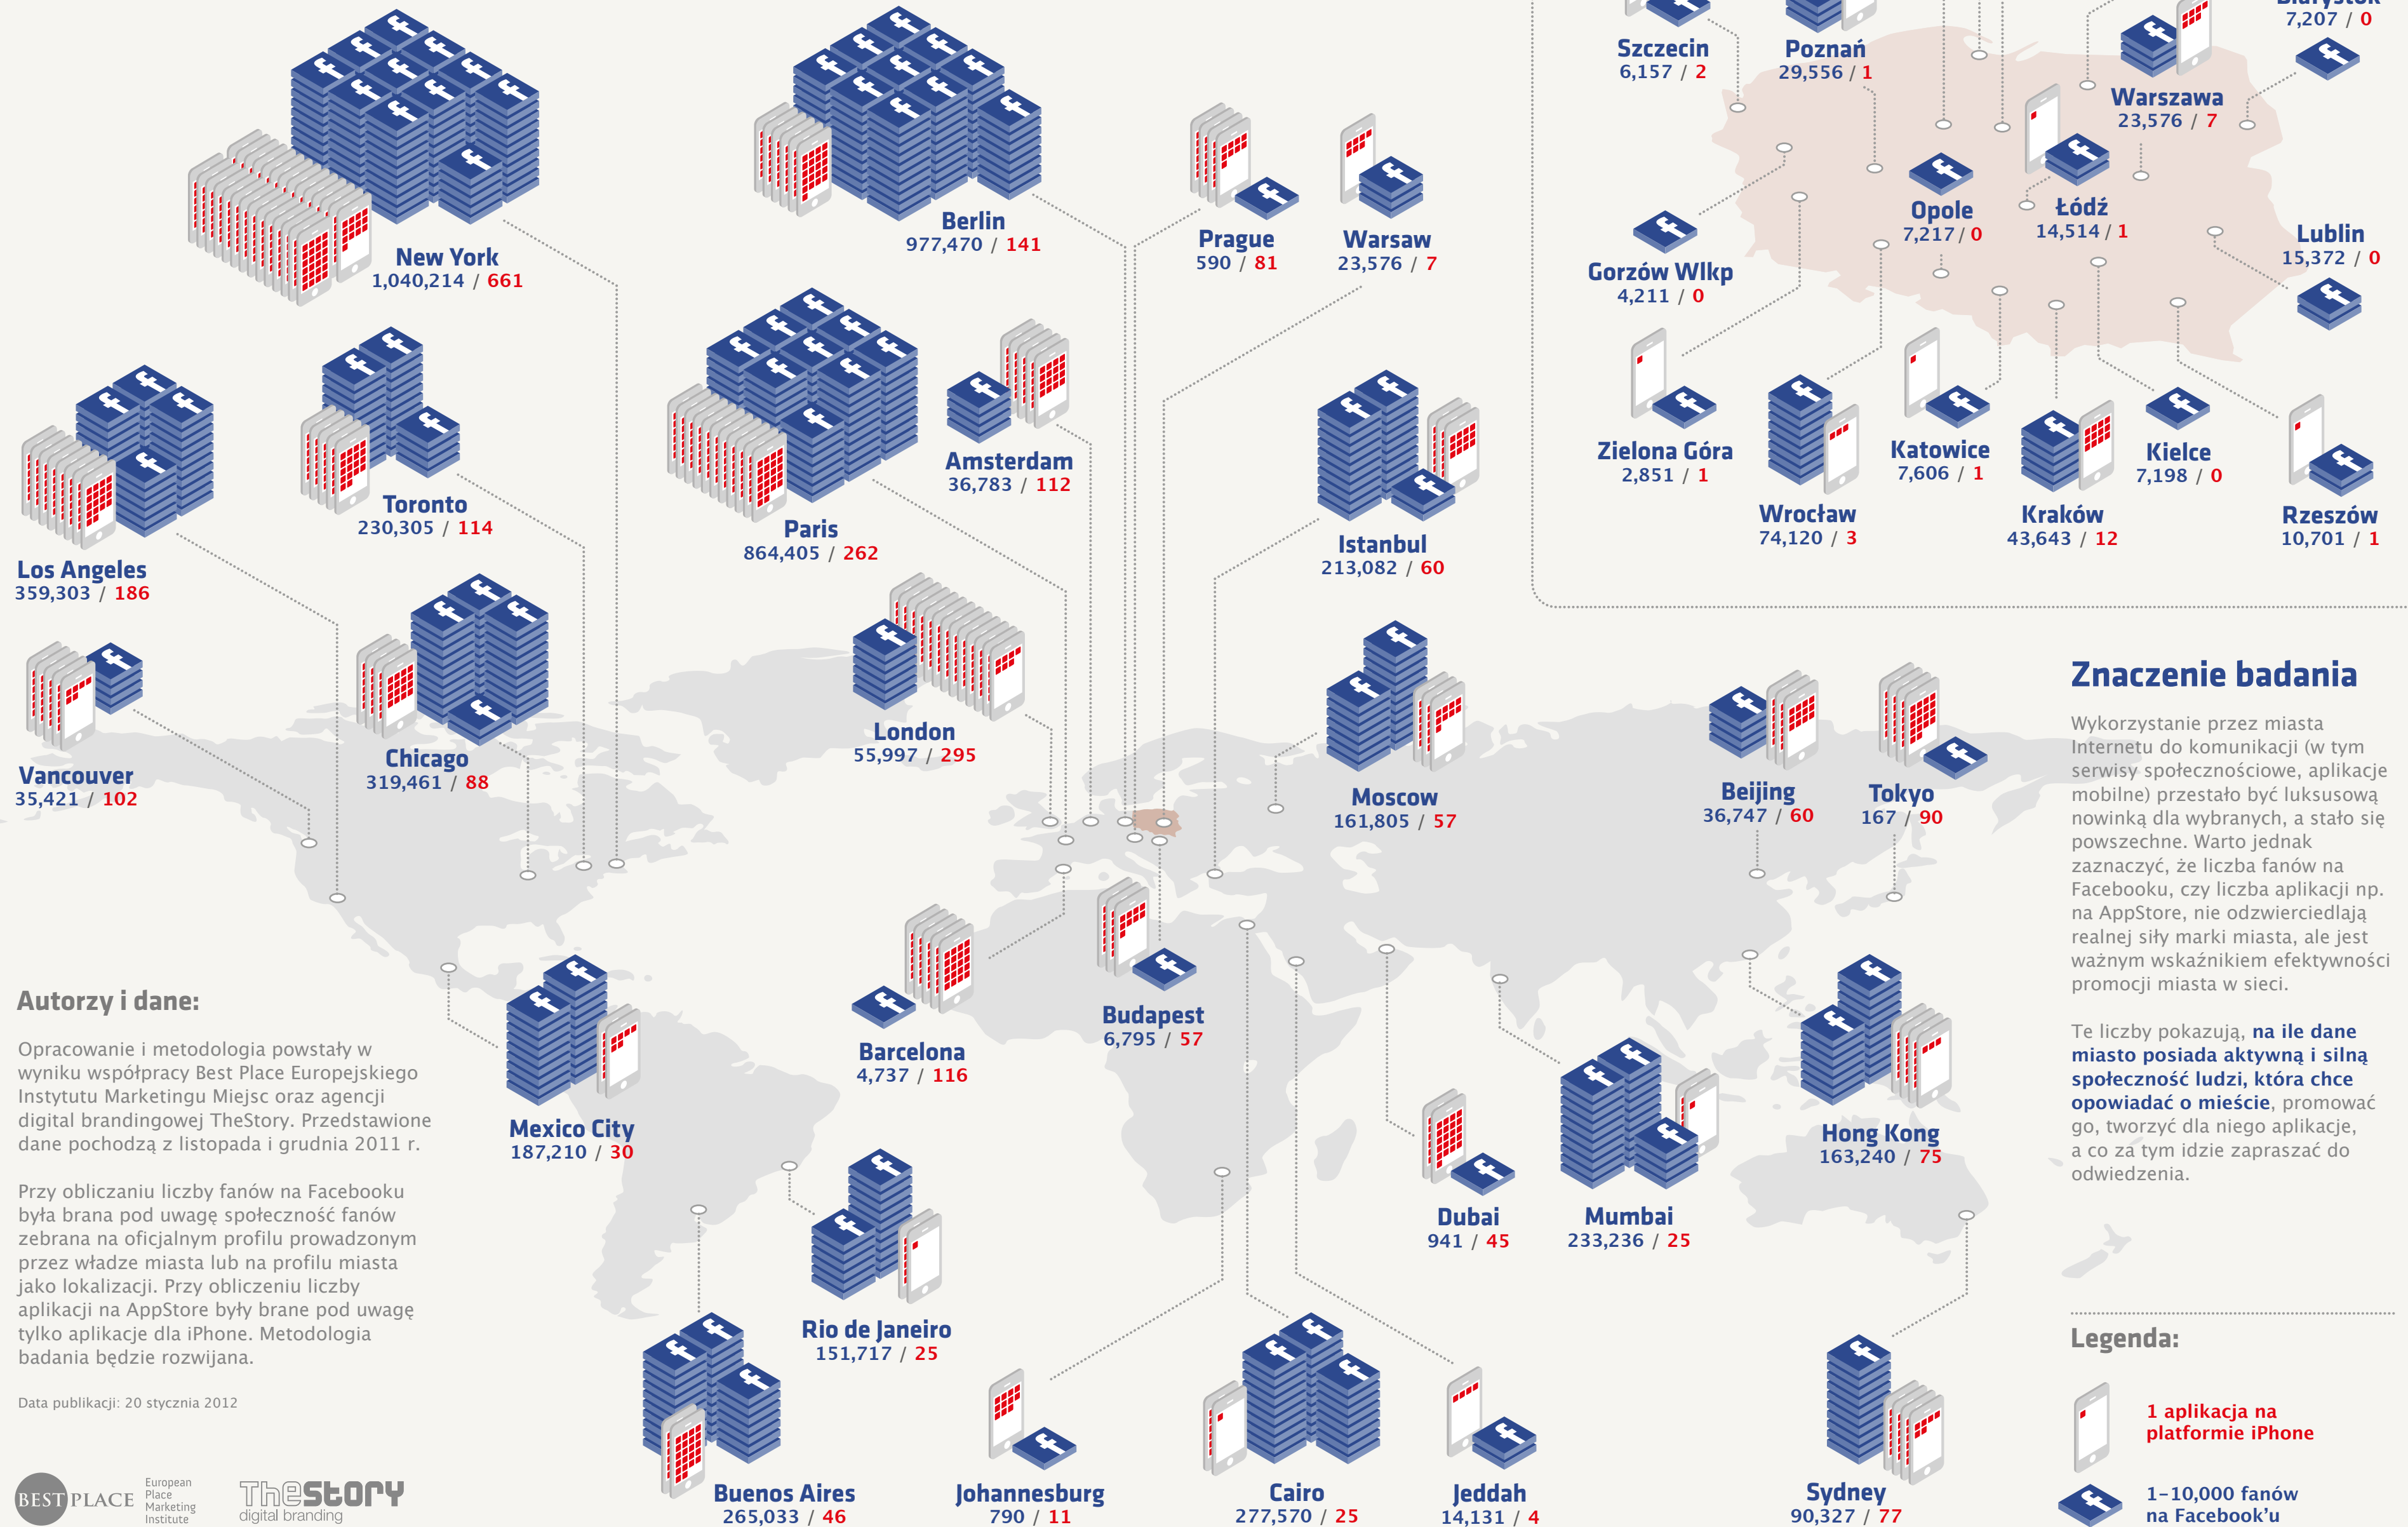 New York
1,040,214 / 661
Berlin
977,470 / 141
Prague
590 / 81
Warsaw
23,576 / 7
Los Angeles
359,303 / 186
Toronto
230,305 / 114
Paris
864,405 / 262
Amsterdam
36,783 / 112
Istanbul
213,082 / 60
Vancouver
35,421 / 102
Chicago
319,461 / 88
London
55,997 / 295
Moscow
161,805 / 57
Beijing
36,747 / 60
Tokyo
167 / 90
Barcelona
4,737 / 116
Budapest
6,795 / 57
Mexico City
187,210 / 30
Rio de Janeiro
151,717 / 25
Dubai
941 / 45
Mumbai
233,236 / 25
Hong Kong
163,240 / 75
Buenos Aires
265,033 / 46
Johannesburg
790 / 11
Cairo
277,570 / 25
Jeddah
14,131 / 4
Sydney
90,327 / 77
Szczecin
6,157 / 2
Poznań
29,556 / 1
Warszawa
23,576 / 7
Białystok
7,207 / 0
Gorzów Wlkp
4,211 / 0
Opole
7,217 / 0
Łódź
14,514 / 1
Lublin
15,372 / 0
Zielona Góra
2,851 / 1
Wrocław
74,120 / 3
Katowice
7,606 / 1
Kraków
43,643 / 12
Kielce
7,198 / 0
Rzeszów
10,701 / 1
Znaczenie badania
Wykorzystanie przez miasta
Internetu do komunikacji (w tym
serwisy społecznościowe, aplikacje
mobilne) przestało być luksusową
nowinką dla wybranych, a stało się
powszechne. Warto jednak
zaznaczyć, że liczba fanów na
Facebooku, czy liczba aplikacji np.
na AppStore, nie odzwierciedlają
realnej siły marki miasta, ale jest
ważnym wskaźnikiem efektywności
promocji miasta w sieci.
Te liczby pokazują, na ile dane
miasto posiada aktywną i silną
społeczność ludzi, która chce
opowiadać o mieście, promować
go, tworzyć dla niego aplikacje,
a co za tym idzie zapraszać do
odwiedzenia.
Legenda:
1 aplikacja na
platformie iPhone
1–10,000 fanów
na Facebook'u
Autorzy i dane:
Opracowanie i metodologia powstały w
wyniku współpracy Best Place Europejskiego
Instytutu Marketingu Miejsc oraz agencji
digital brandingowej TheStory. Przedstawione
dane pochodzą z listopada i grudnia 2011 r.
Przy obliczaniu liczby fanów na Facebooku
była brana pod uwagę społeczność fanów
zebrana na oficjalnym profilu prowadzonym
przez władze miasta lub na profilu miasta
jako lokalizacji. Przy obliczeniu liczby
aplikacji na AppStore były brane pod uwagę
tylko aplikacje dla iPhone. Metodologia
badania będzie rozwijana.
Data publikacji: 20 stycznia 2012
BEST PLACE
European
Place
Marketing
Institute
TheStory
digital branding